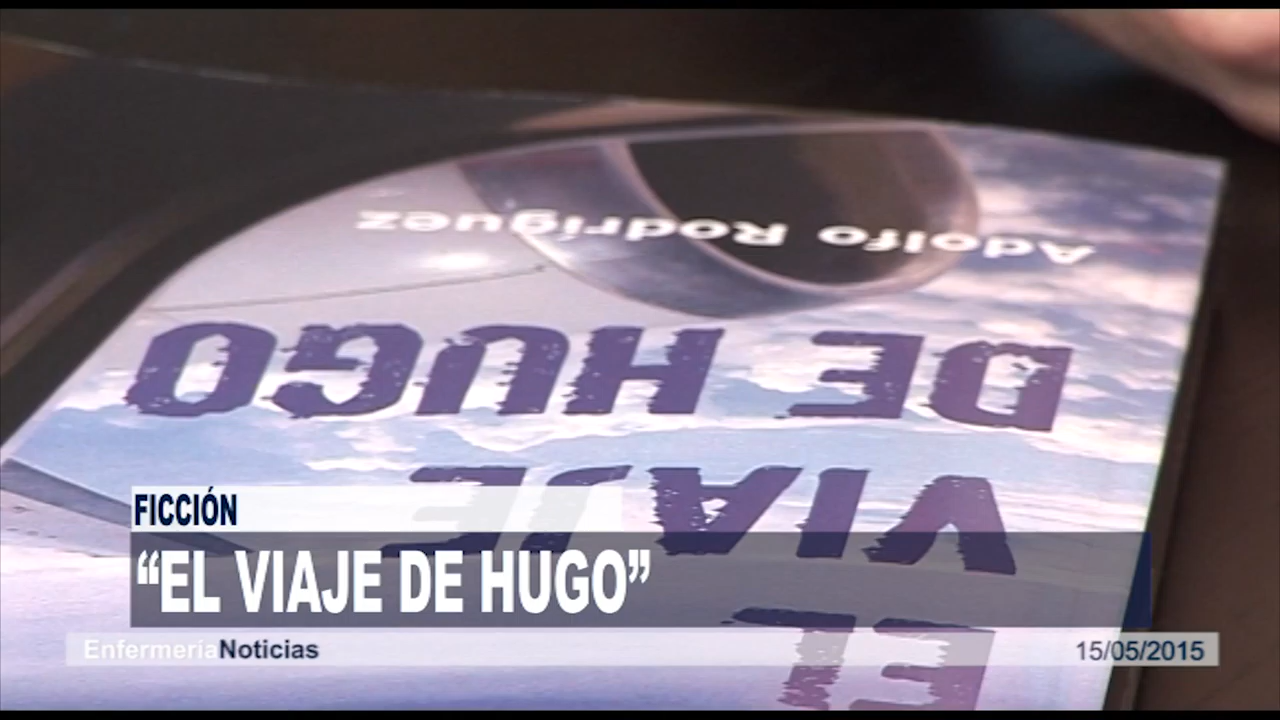 Adolfo Rodríguez
DE HUGO
VIAJE
EL
FICCIÓN
“EL VIAJE DE HUGO”
EnfermeríaNoticias
15/05/2015